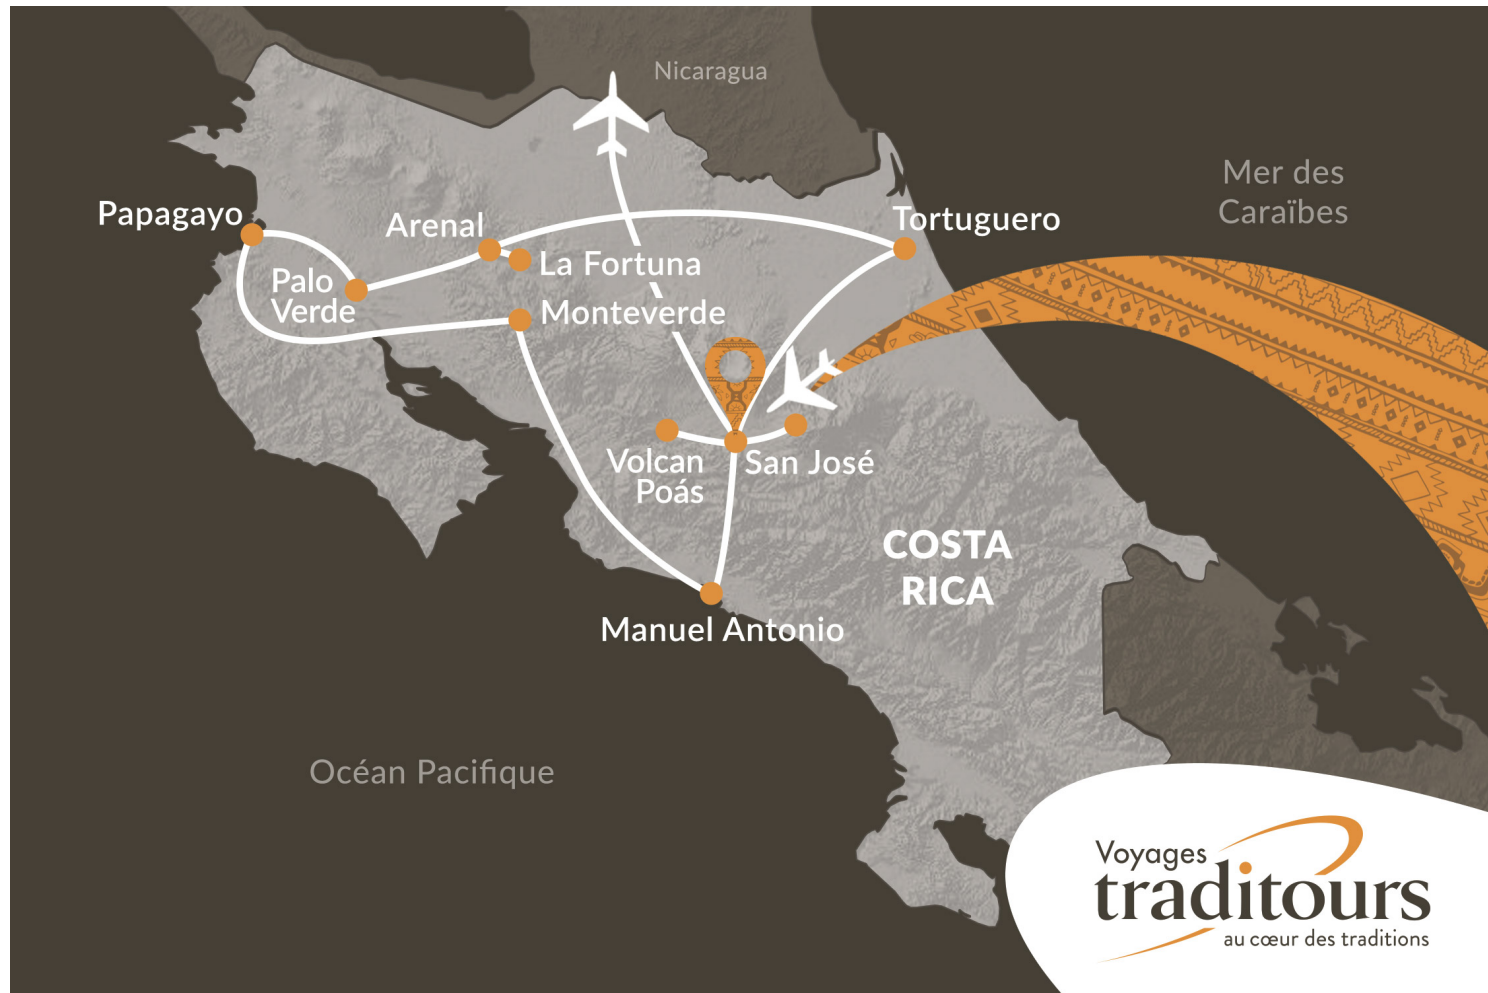 Nicaragua
Mer des
Caraïbes
Papagayo
Arenal
Tortuguero
La Fortuna
Palo
Verde
Monteverde
Volcan
Poás
San José
COSTA
RICA
Manuel Antonio
Océan Pacifique
Voyages
traditours
au cœur des traditions